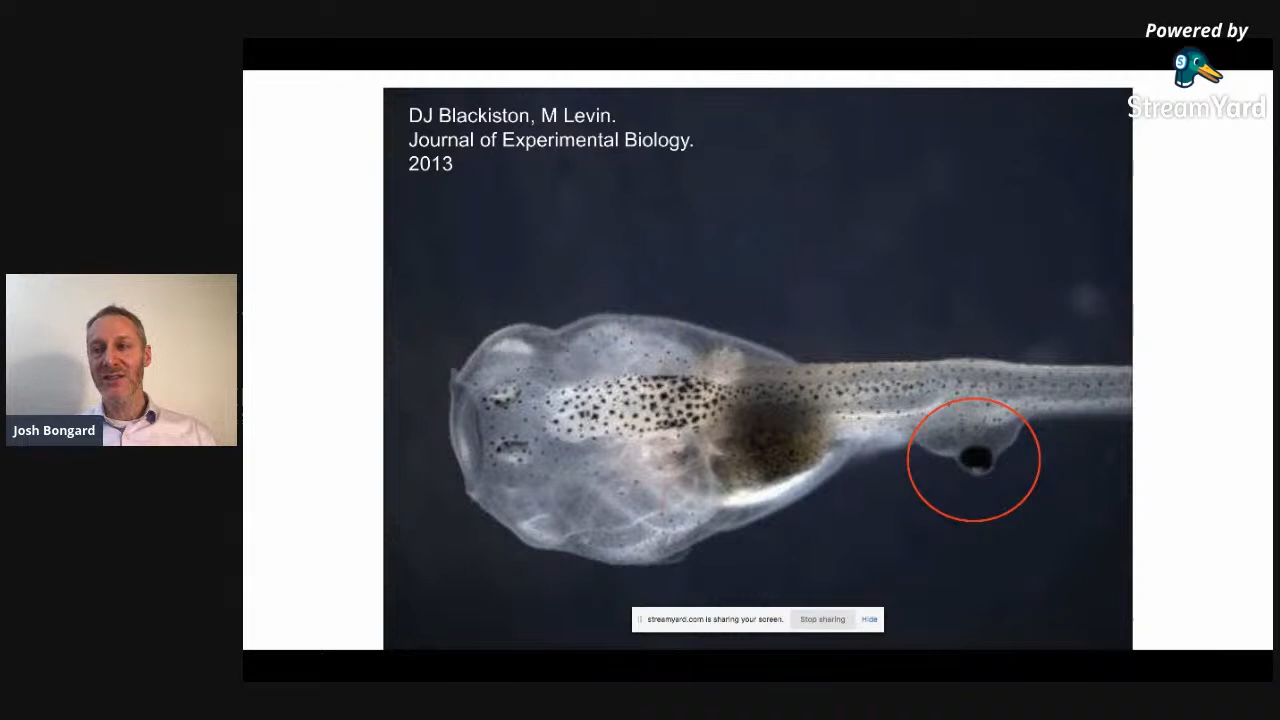 Powered by
StreamYard
DJ Blackiston, M Levin.
Journal of Experimental Biology.
2013
Josh Bongard
streamyard.com is sharing your screen. Stop sharing Hide